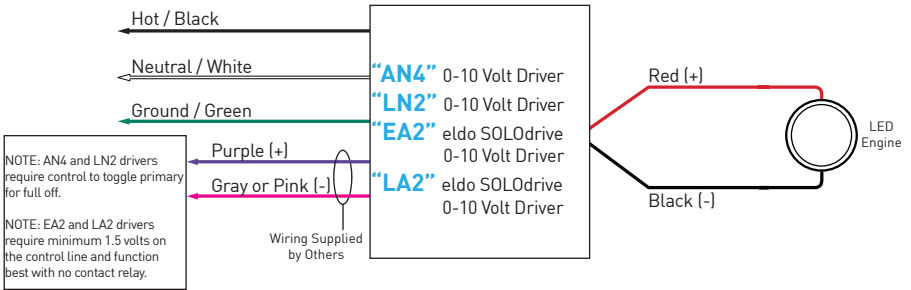 Hot / Black
Neutral / White
Ground / Green
NOTE: AN4 and LN2 drivers
require control to toggle primary
for full off.
NOTE: EA2 and LA2 drivers
require minimum 1.5 volts on
the control line and function
best with no contact relay.
Purple (+)
Gray or Pink (-)
Wiring Supplied
by Others
“AN4” 0-10 Volt Driver
“LN2” 0-10 Volt Driver
“EA2” eldo SOLOdrive
0-10 Volt Driver
“LA2” eldo SOLOdrive
0-10 Volt Driver
Red (+)
Black (-)
LED
Engine